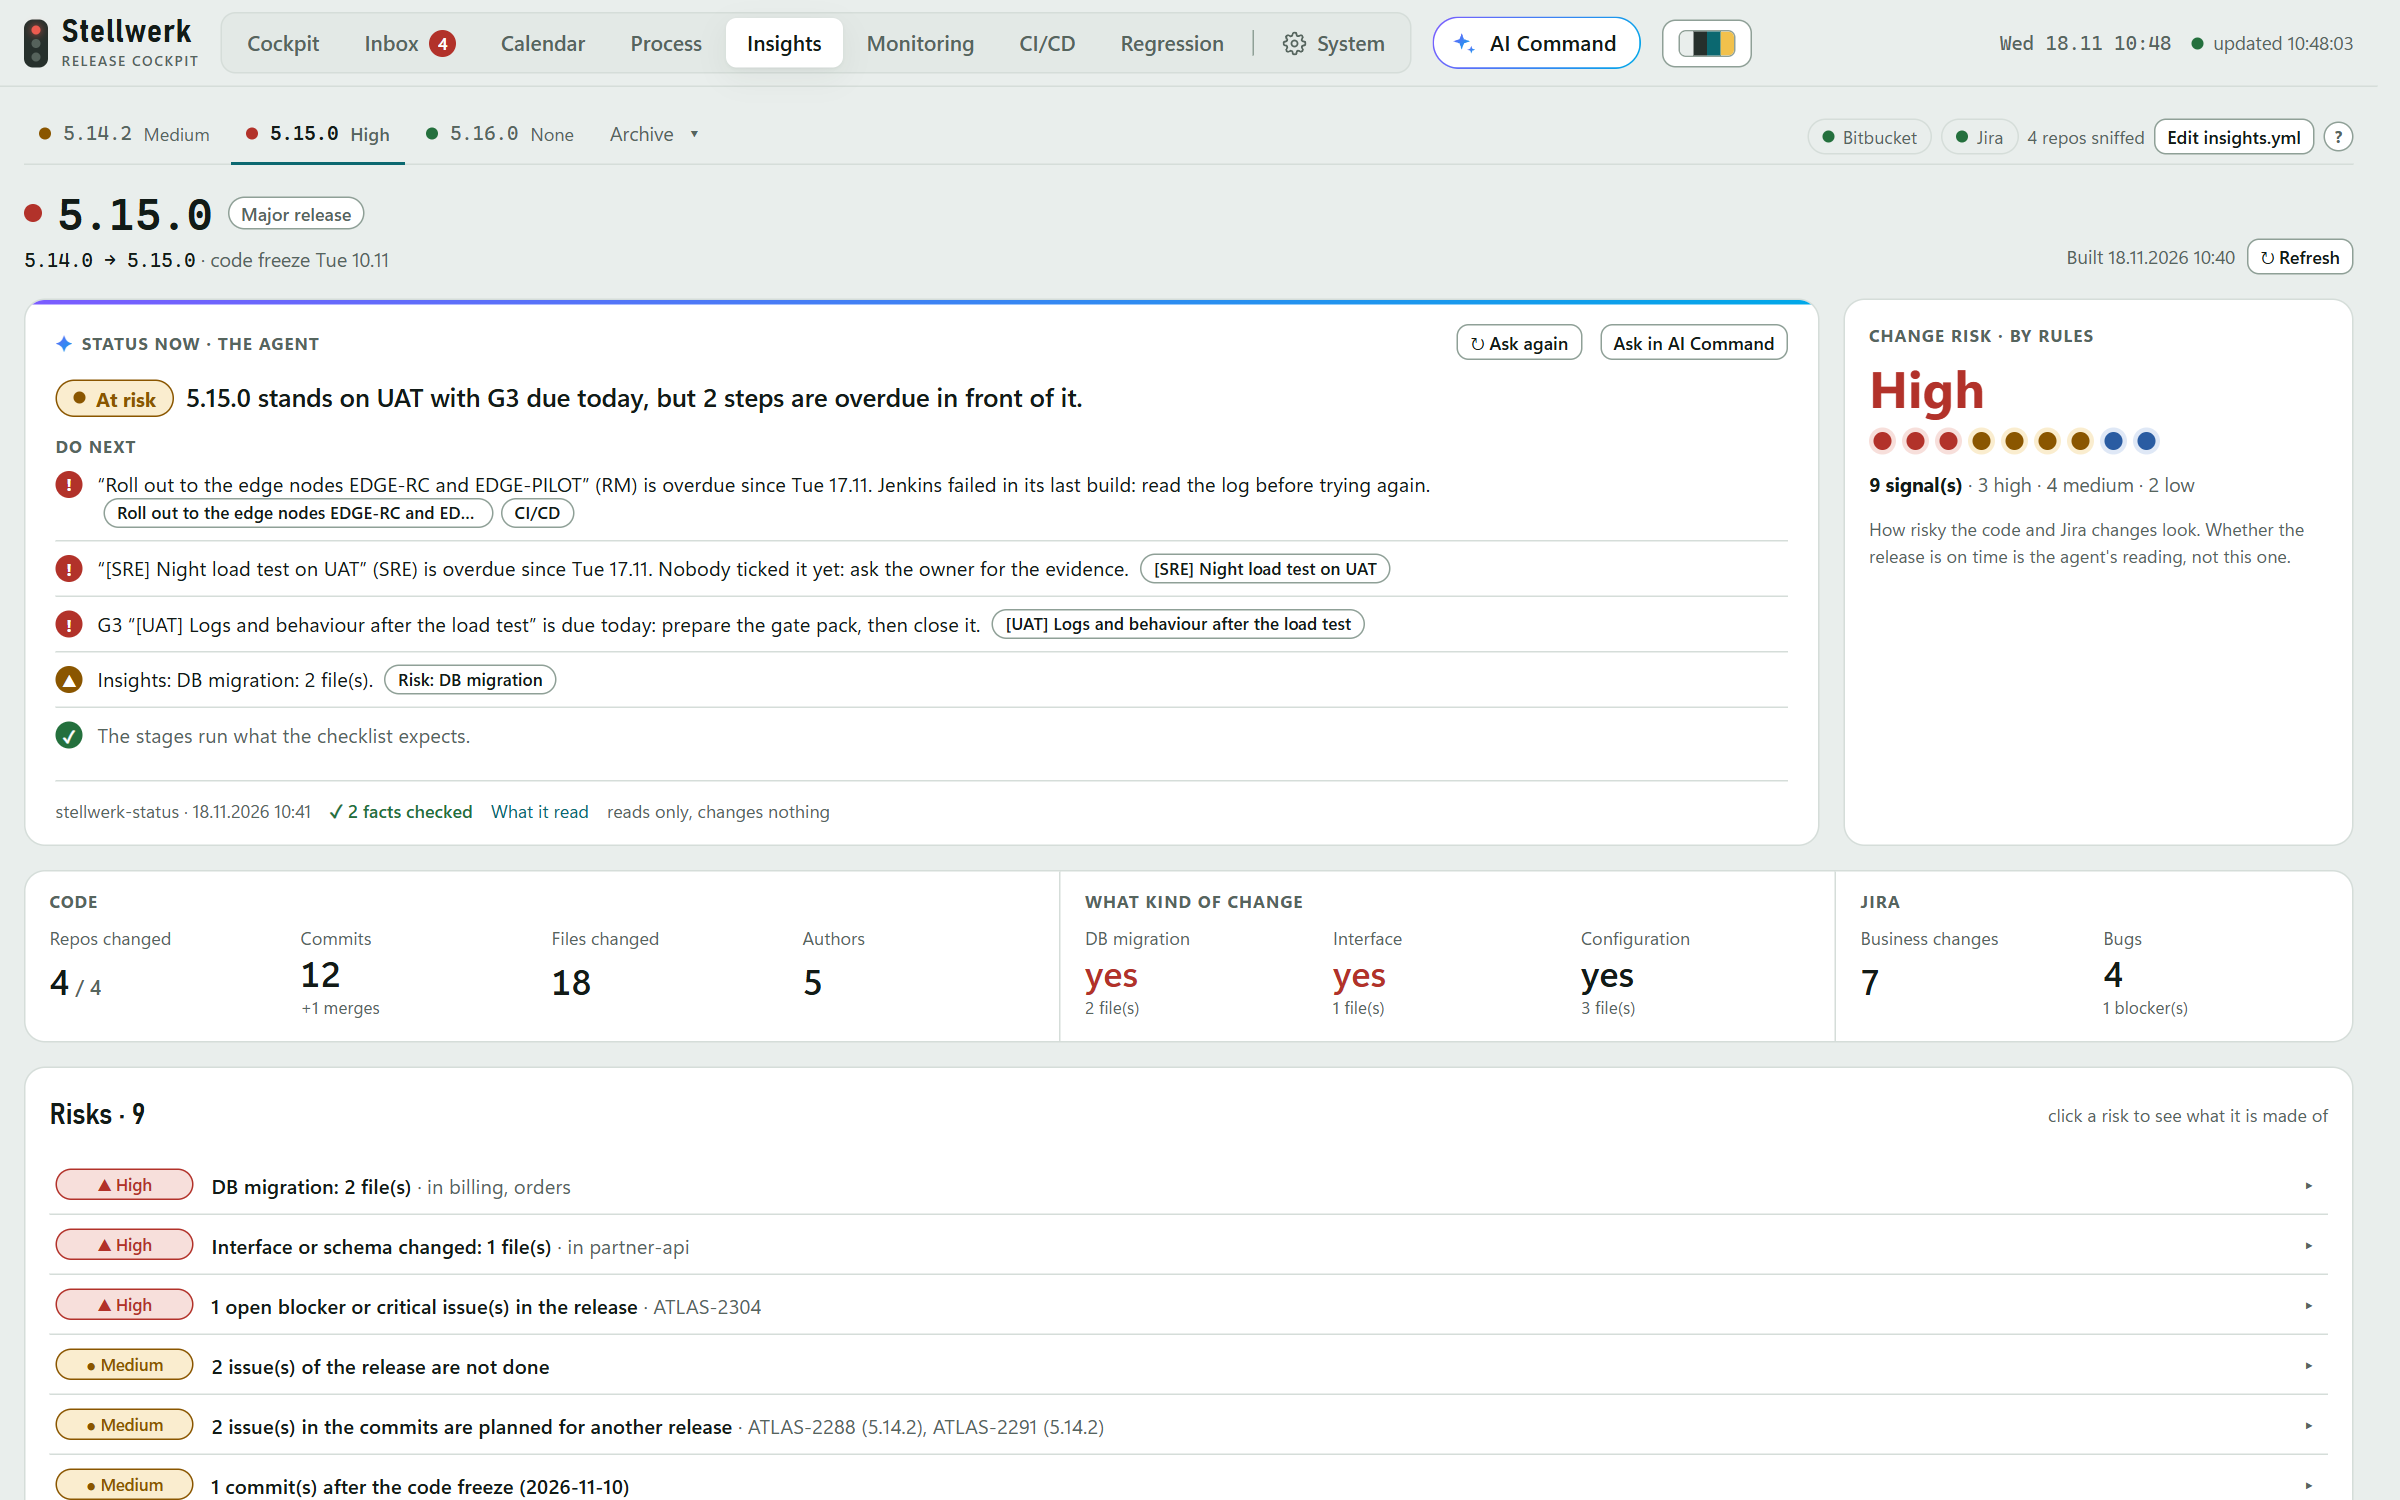 Stellwerk
RELEASE COCKPIT
Cockpit
Inbox 4
Calendar
Process
Insights
Monitoring
CI/CD
Regression
System
AI Command
Wed 18.11 10:48
updated 10:48:03
5.14.2 Medium
5.15.0 High
5.16.0 None
Archive ▾
Bitbucket
Jira
4 repos sniffed
Edit insights.yml
?
5.15.0
Major release
5.14.0 → 5.15.0 · code freeze Tue 10.11
Built 18.11.2026 10:40
↻ Refresh
STATUS NOW · THE AGENT
↻ Ask again
Ask in AI Command
At risk
5.15.0 stands on UAT with G3 due today, but 2 steps are overdue in front of it.
DO NEXT
! “Roll out to the edge nodes EDGE-RC and EDGE-PILOT” (RM) is overdue since Tue 17.11. Jenkins failed in its last build: read the log before trying again.
Roll out to the edge nodes EDGE-RC and ED...
CI/CD
! “[SRE] Night load test on UAT” (SRE) is overdue since Tue 17.11. Nobody ticked it yet: ask the owner for the evidence.
[SRE] Night load test on UAT
! G3 “[UAT] Logs and behaviour after the load test” is due today: prepare the gate pack, then close it.
[UAT] Logs and behaviour after the load test
▲ Insights: DB migration: 2 file(s).
Risk: DB migration
✓ The stages run what the checklist expects.
stellwerk-status · 18.11.2026 10:41
✓ 2 facts checked
What it read
reads only, changes nothing
CHANGE RISK · BY RULES
High
9 signal(s) · 3 high · 4 medium · 2 low
How risky the code and Jira changes look. Whether the
release is on time is the agent's reading, not this one.
CODE
Repos changed
4 / 4
Commits
12
+1 merges
Files changed
18
Authors
5
WHAT KIND OF CHANGE
DB migration
yes
2 file(s)
Interface
yes
1 file(s)
Configuration
yes
3 file(s)
JIRA
Business changes
7
Bugs
4
1 blocker(s)
Risks · 9
click a risk to see what it is made of
▲ High DB migration: 2 file(s) · in billing, orders ▸
▲ High Interface or schema changed: 1 file(s) · in partner-api ▸
▲ High 1 open blocker or critical issue(s) in the release · ATLAS-2304 ▸
● Medium 2 issue(s) of the release are not done ▸
● Medium 2 issue(s) in the commits are planned for another release · ATLAS-2288 (5.14.2), ATLAS-2291 (5.14.2) ▸
● Medium 1 commit(s) after the code freeze (2026-11-10) ▸